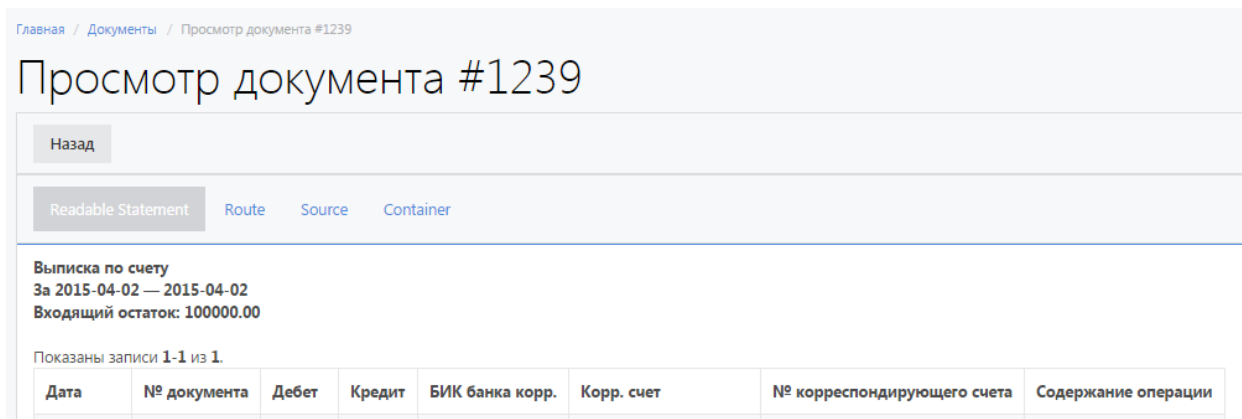 Главная / Документы / Просмотр документа #1239
Просмотр документа #1239
Назад
Readable Statement Route Source Container
Выписка по счету
За 2015-04-02 — 2015-04-02
Входящий остаток: 100000.00
Показаны записи 1-1 из 1.
Дата № документа Дебет Кредит БИК банка корр. Корр. счет № корреспондирующего счета Содержание операции